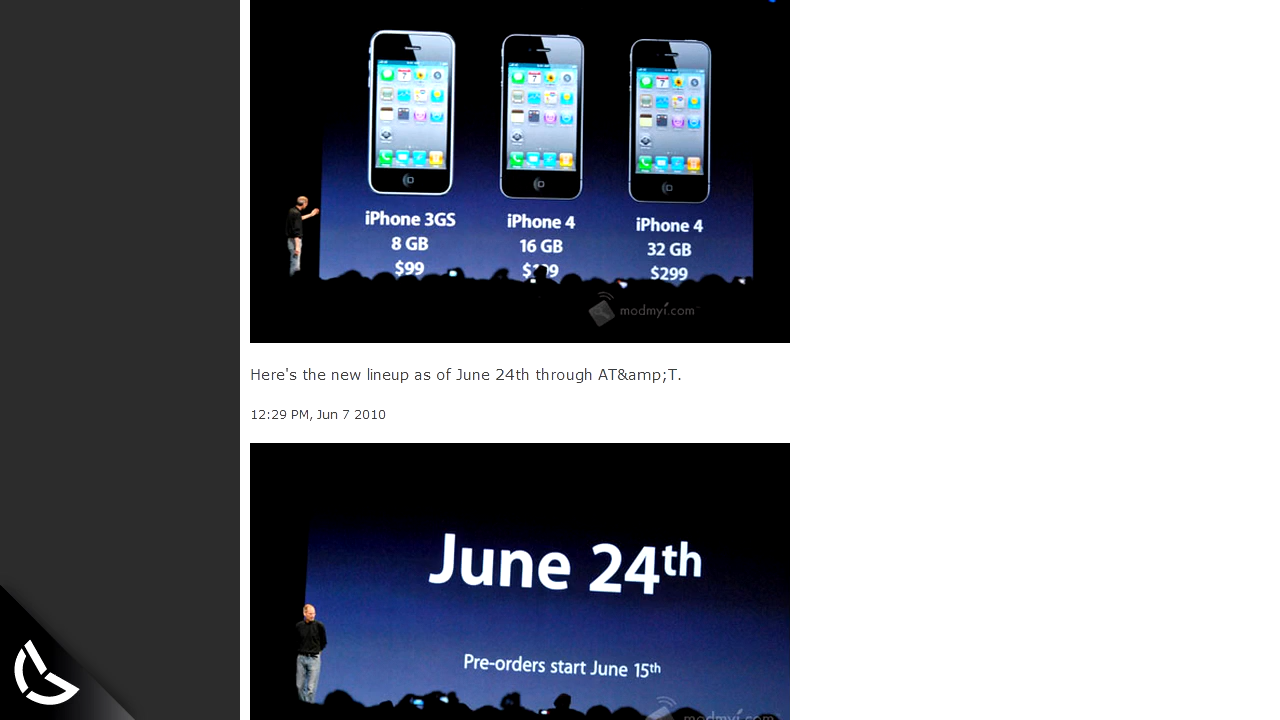 iPhone 3GS
8 GB
$99
iPhone 4
16 GB
iPhone 4
32 GB
$299
modmyi.com
Here's the new lineup as of June 24th through AT&amp;T.
12:29 PM, Jun 7 2010
June 24th
Pre-orders start June 15th
modmyi.com